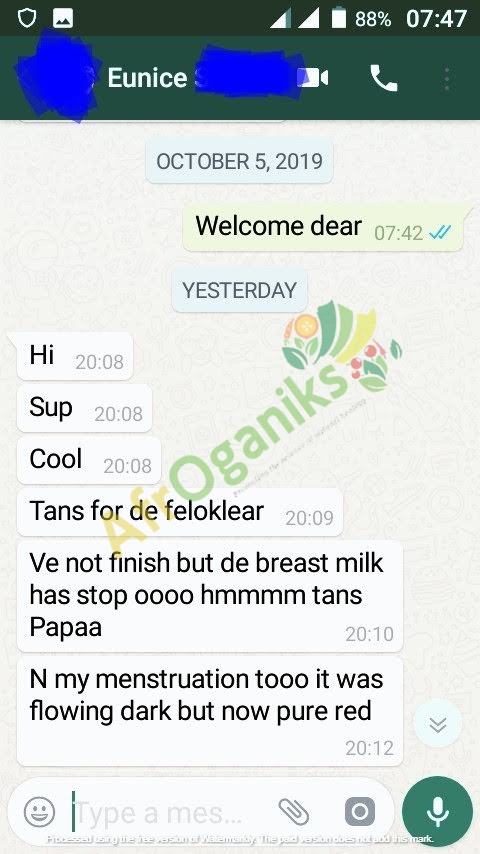 88% 07:47
Eunice
OCTOBER 5, 2019
Welcome dear 07:42
YESTERDAY
Hi 20:08
Sup 20:08
Cool 20:08
AfrOganiks
Tans for de feloklear 20:09
Ve not finish but de breast milk
has stop oooo hmmmm tans
Papaa 20:10
N my menstruation tooo it was
flowing dark but now pure red
20:12
Type a mes...
Processed using the free version of Watermarkly. The paid version does not add this mark.